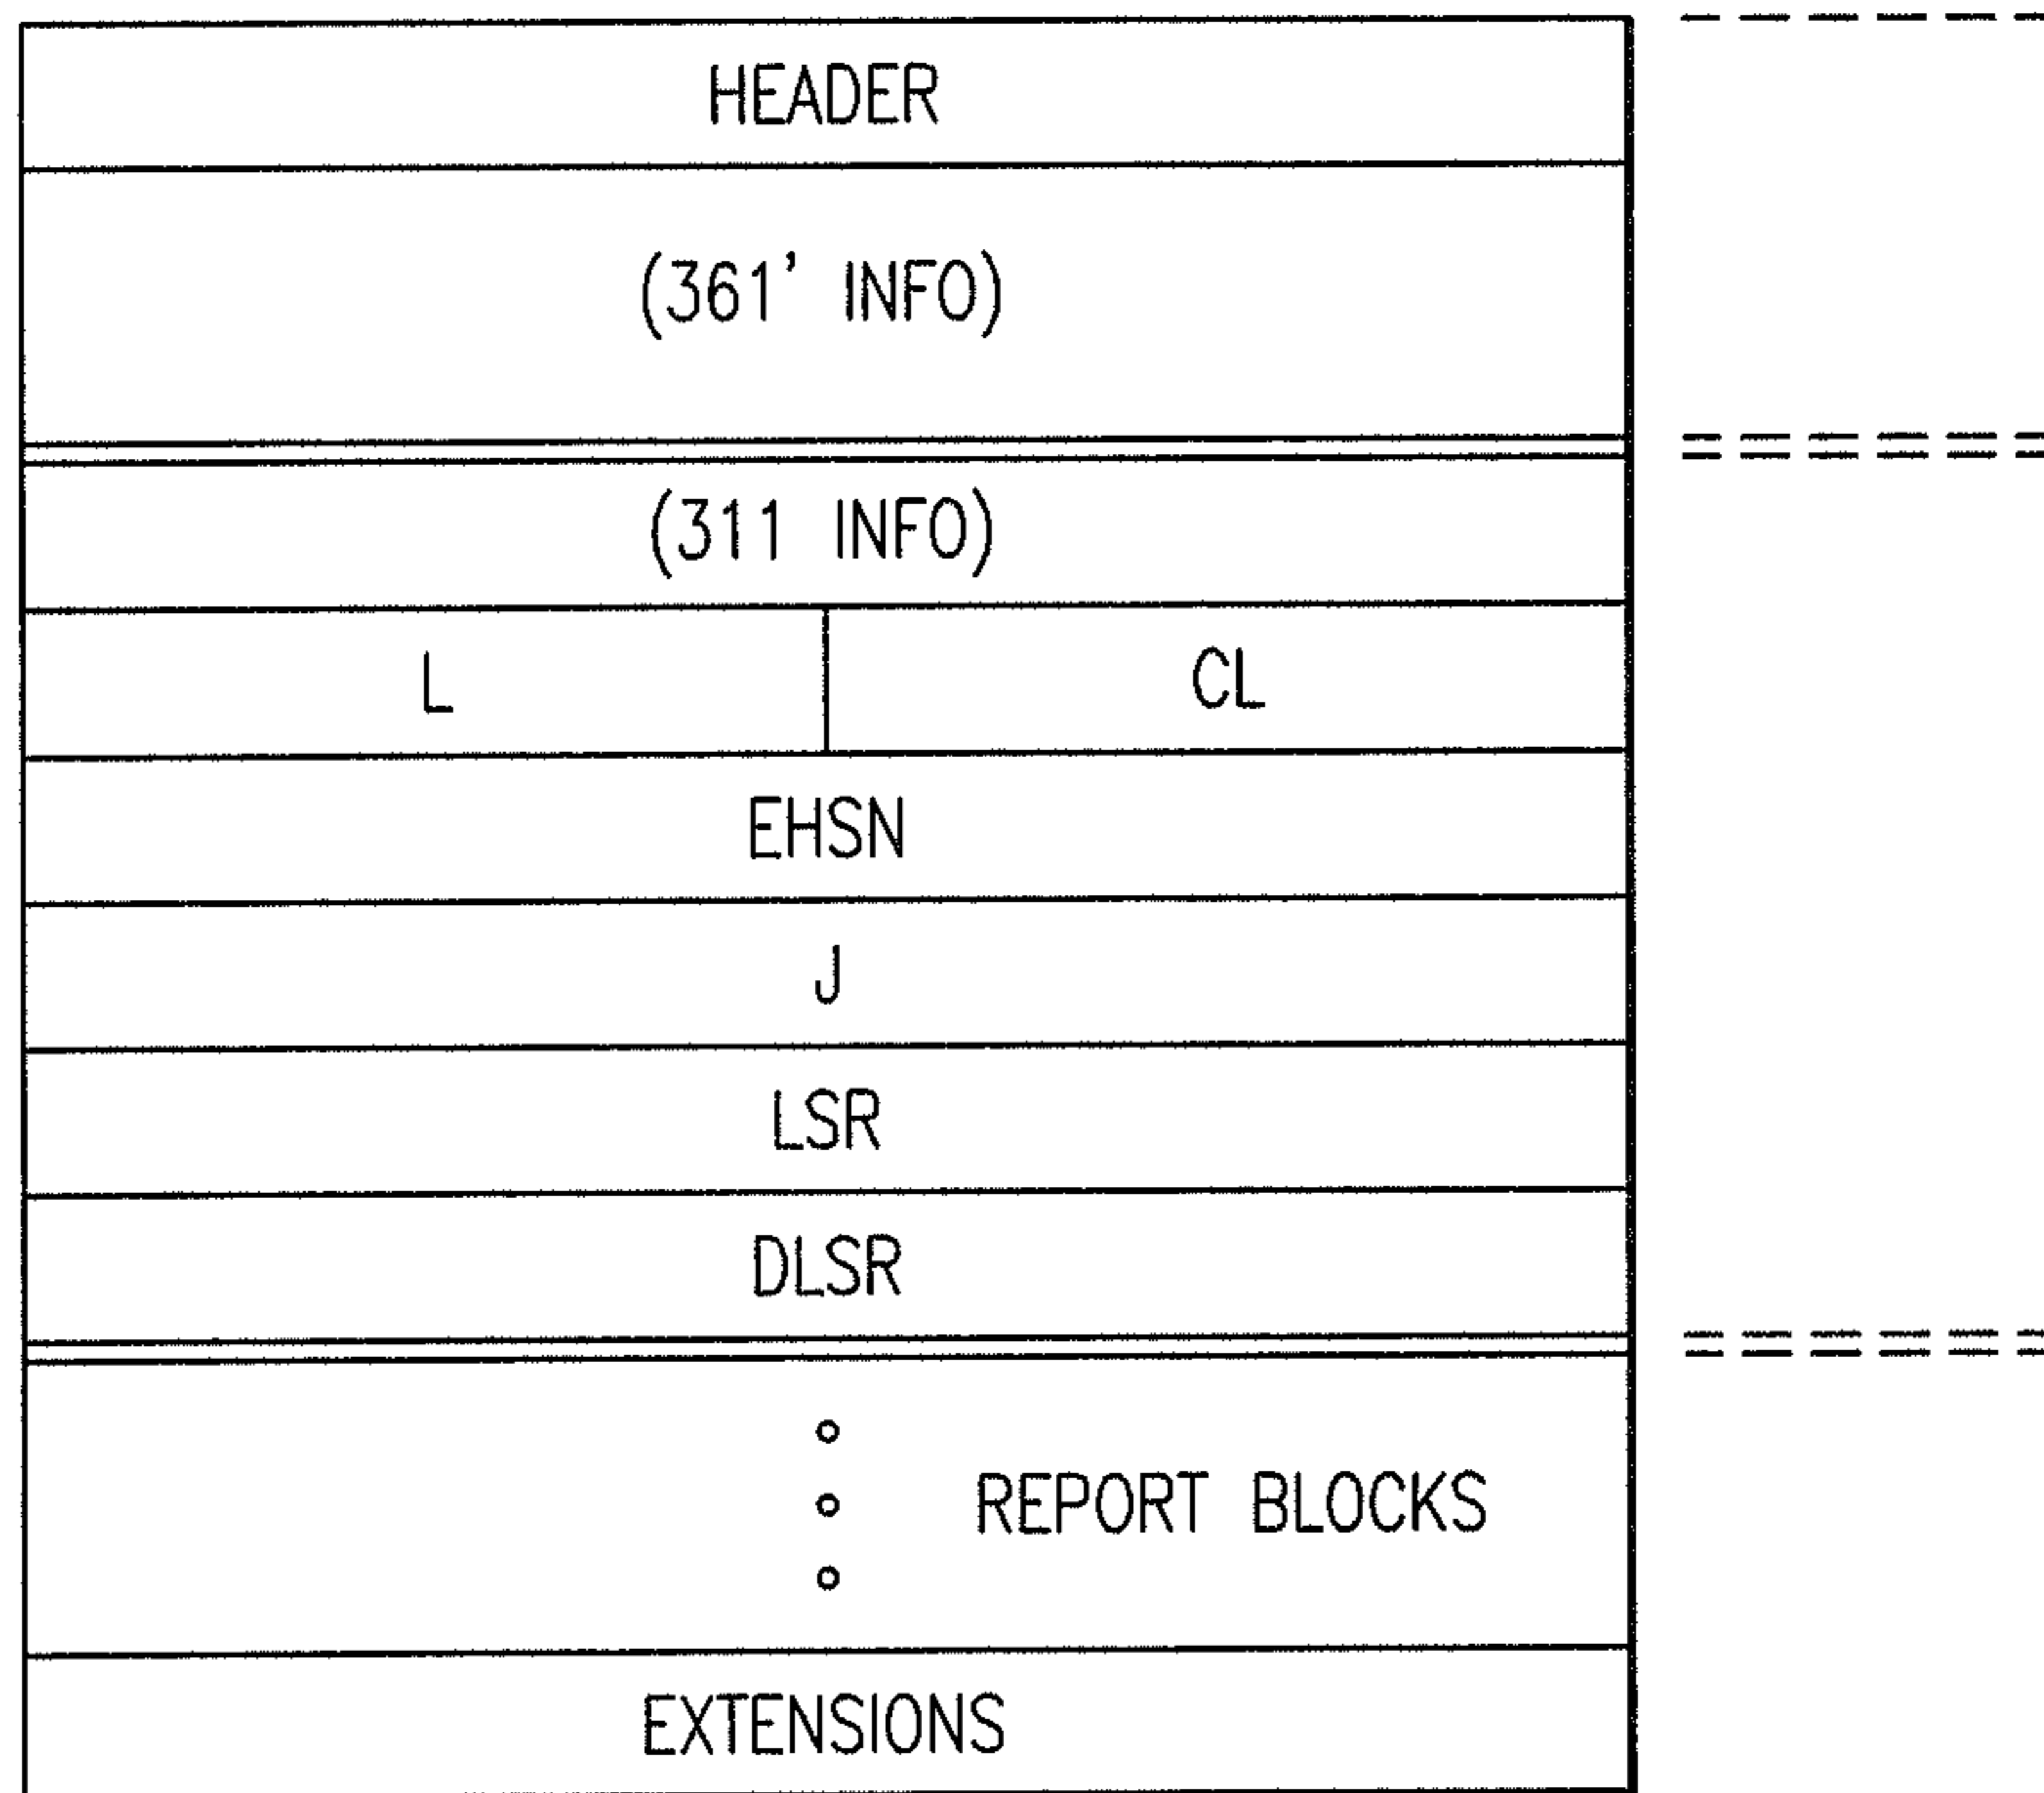 HEADER
(361' INFO)
(311 INFO)
L CL
EHSN
J
LSR
DLSR
REPORT BLOCKS
EXTENSIONS